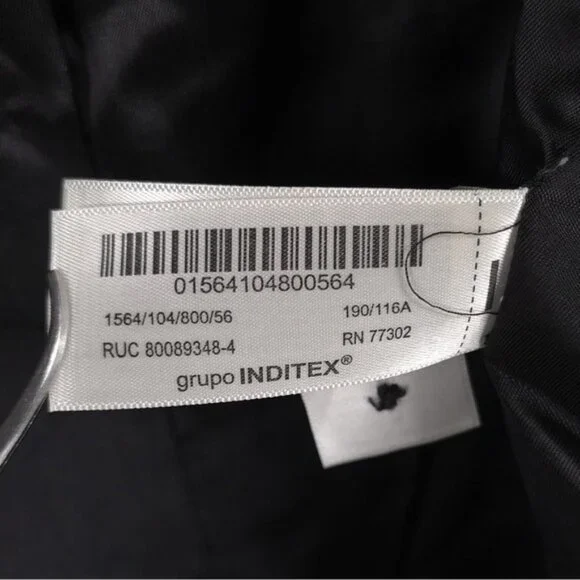 01564104800564
1564/104/800/56 190/116A
RUC 80089348-4 RN 77302
grupo INDITEX®